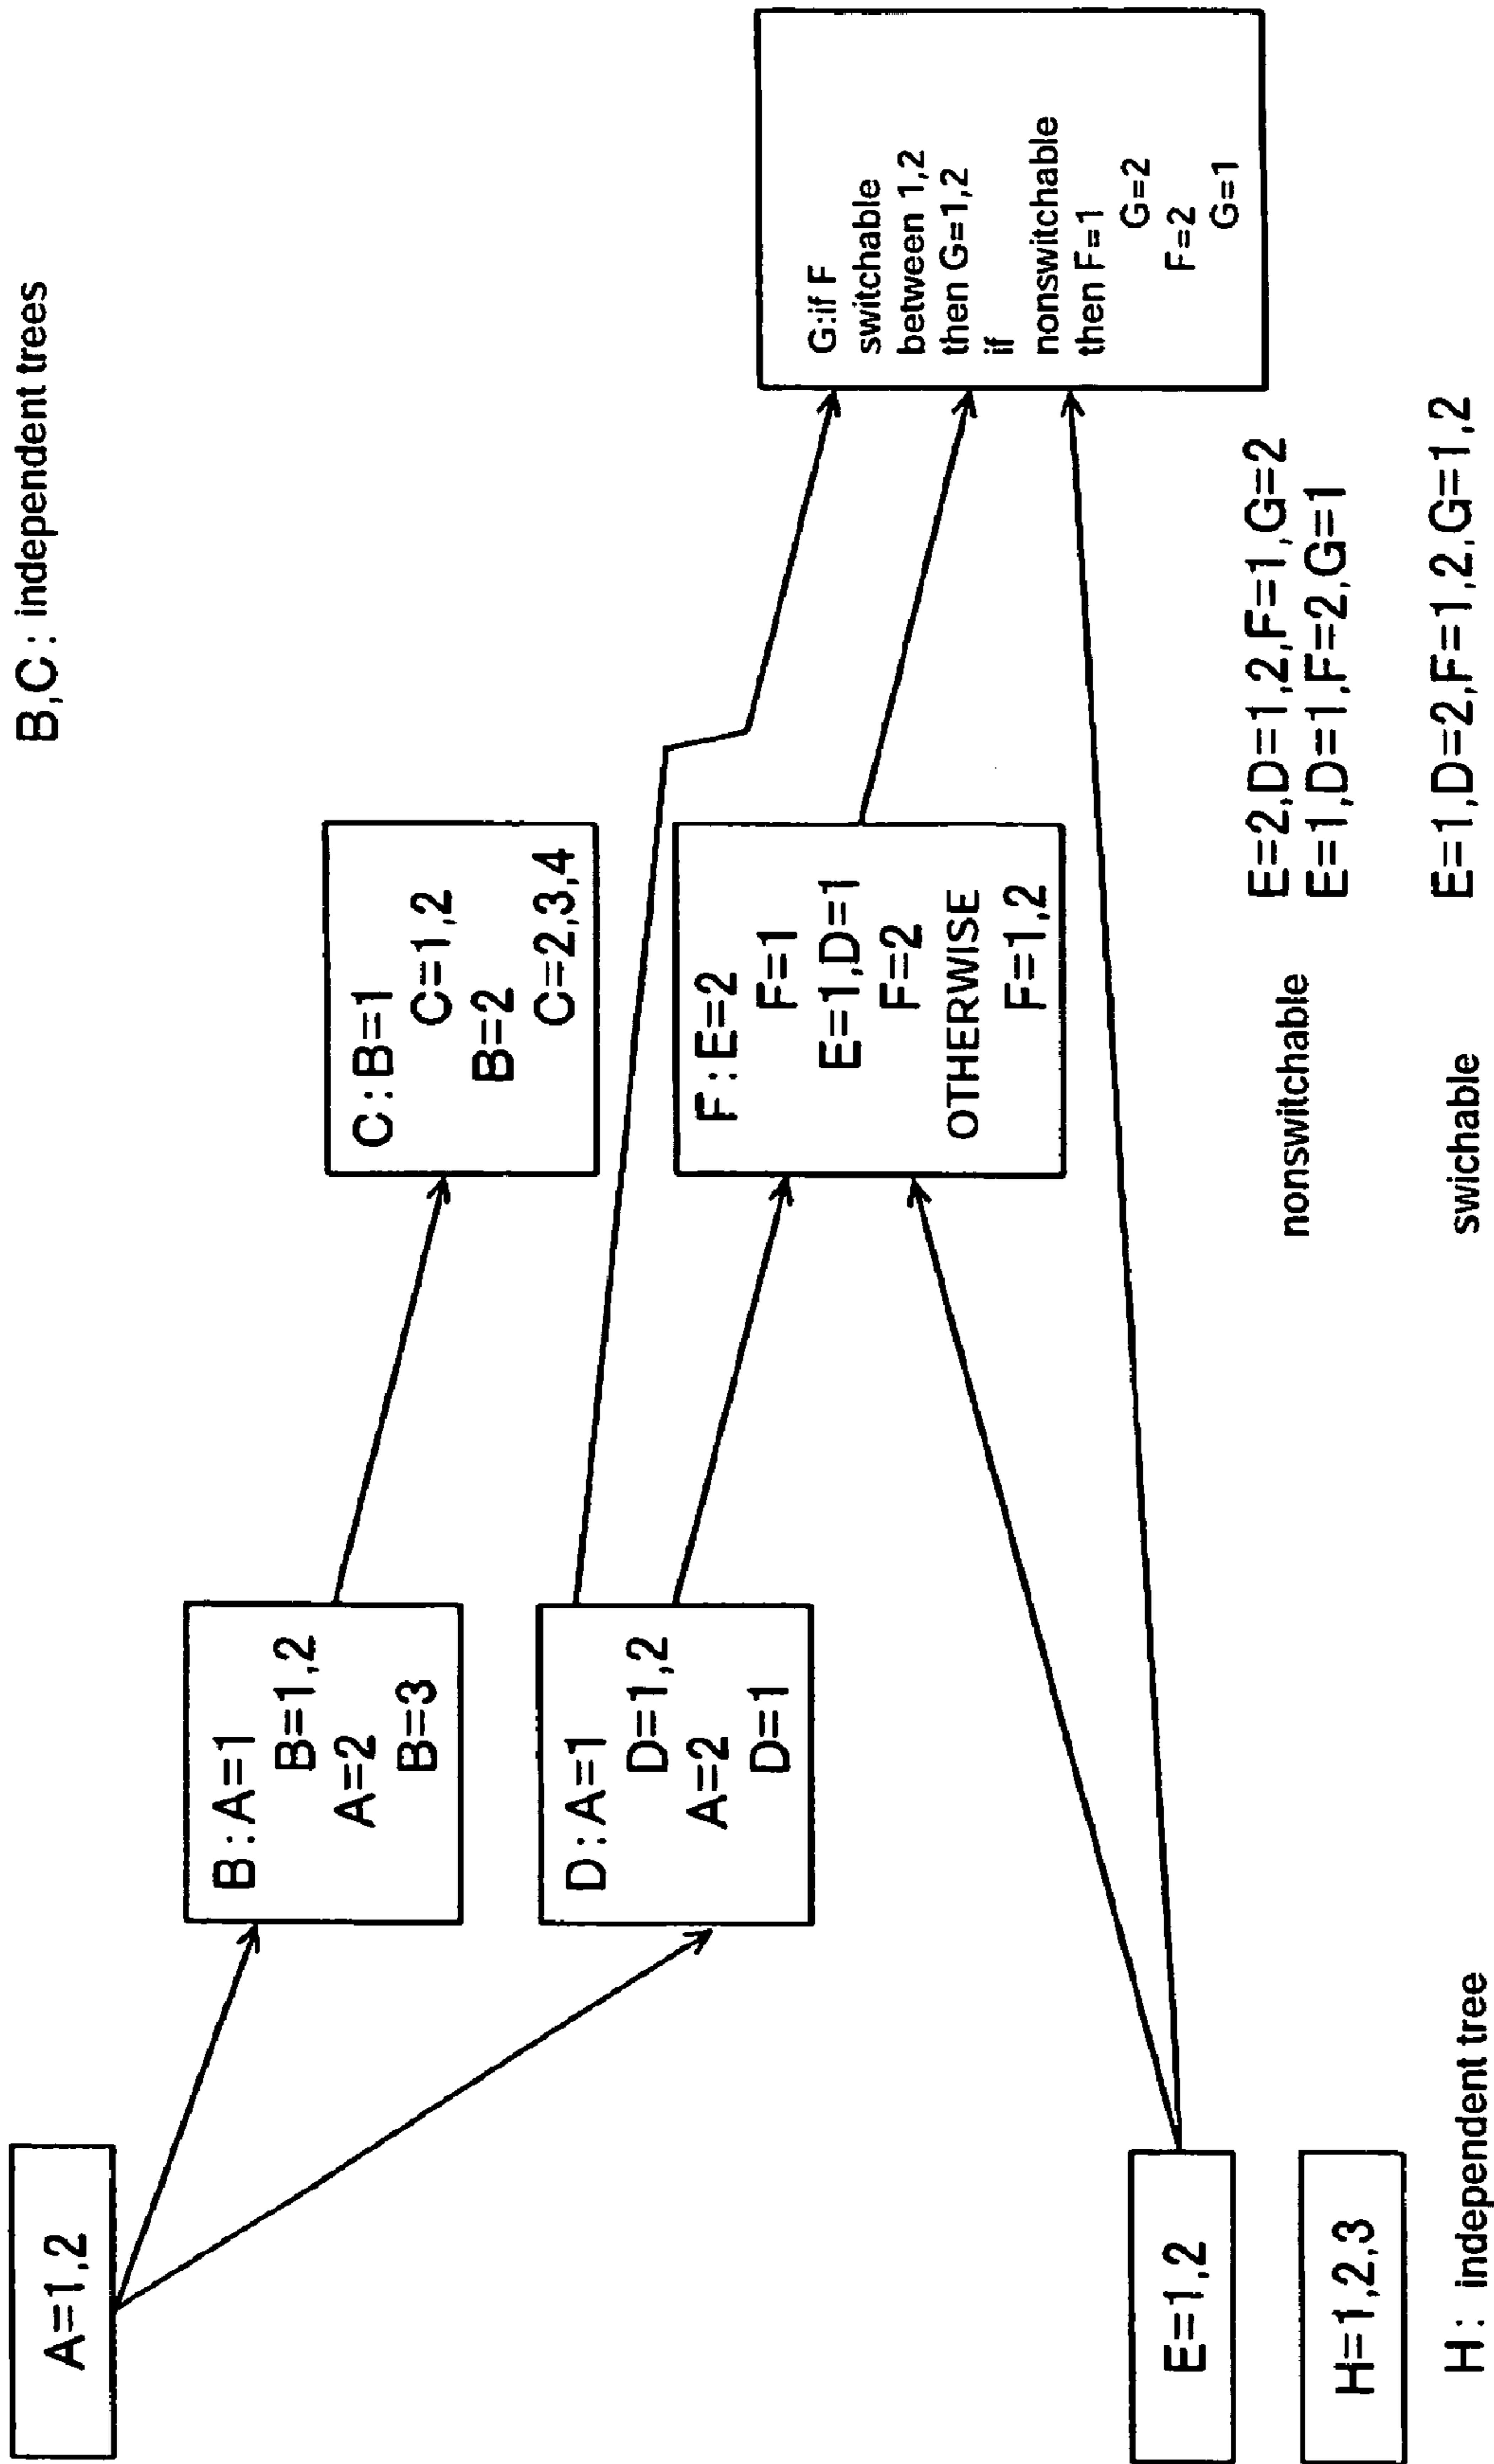 B,C: independent trees
A=1,2
B:A=1
B=1,2
A=2
B=3
C:B=1
C=1,2
B=2
C=2,3,4
D:A=1
D=1,2
A=2
D=1
F:E=2
F=1
E=1,D=1
F=2
OTHERWISE
F=1,2
G:if F
switchable
between 1,2
then G=1,2
if
nonswitchable
then F=1
G=2
F=2
G=1
E=1,2
H=1,2,3
H: independent tree
nonswitchable
E=2,D=1,2,F=1,G=2
E=1,D=1,F=2,G=1
swichable
E=1,D=2,F=1,2,G=1,2